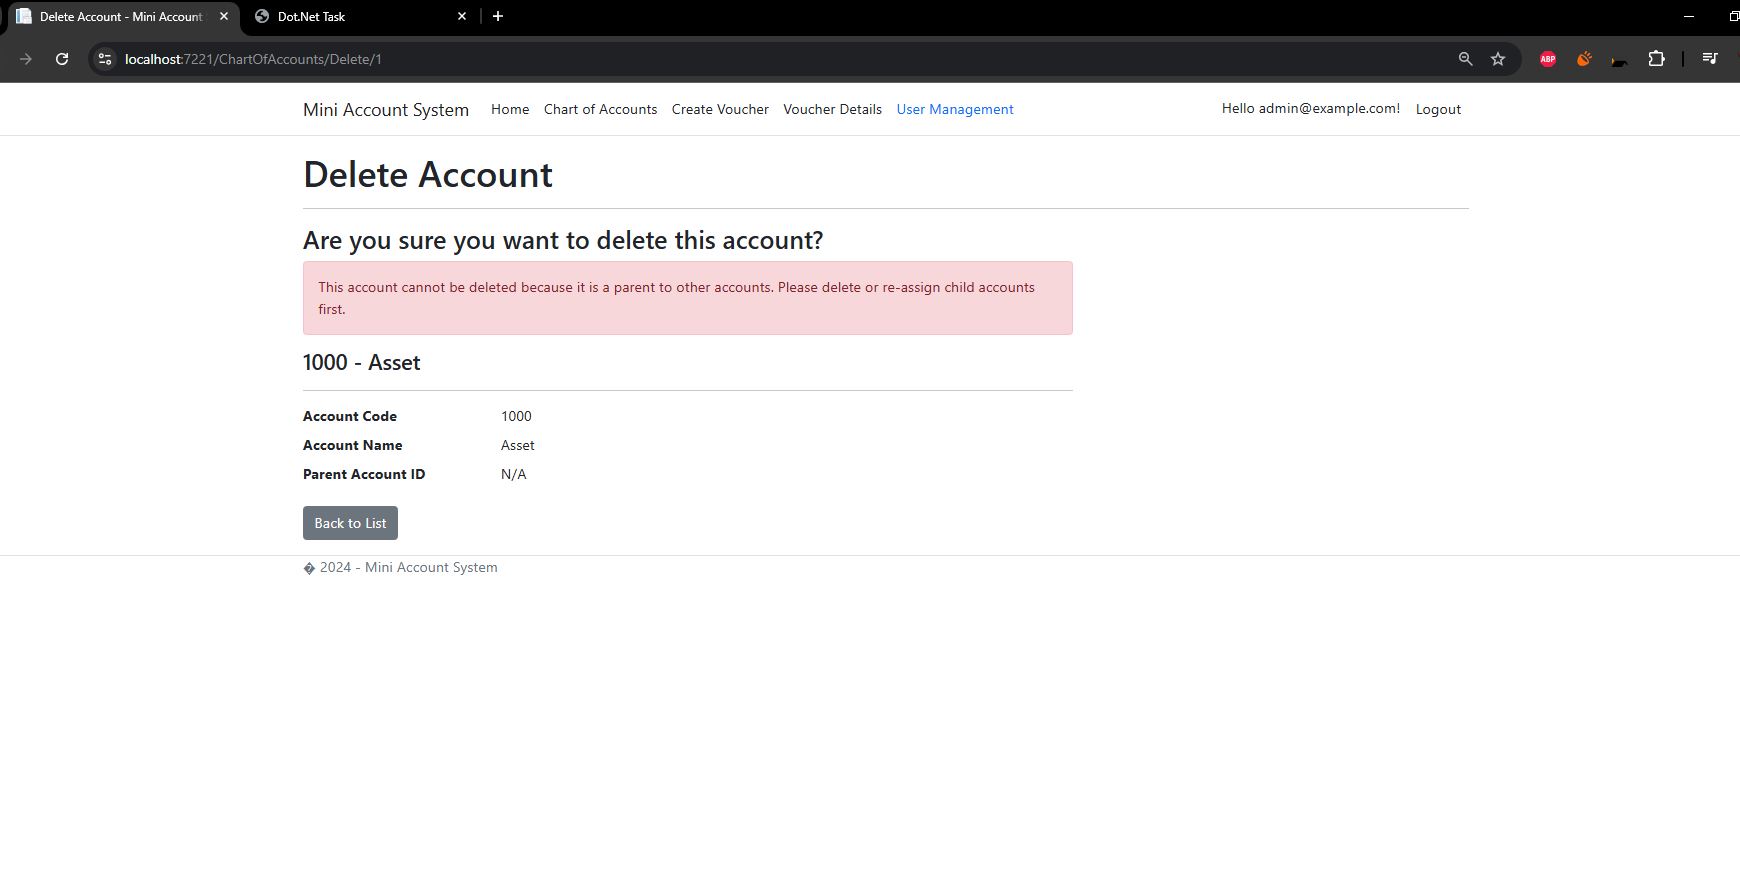 Delete Account - Mini Account
Dot.Net Task
localhost:7221/ChartOfAccounts/Delete/1
ABP
Mini Account System Home Chart of Accounts Create Voucher Voucher Details User Management Hello admin@example.com! Logout
Delete Account
Are you sure you want to delete this account?
This account cannot be deleted because it is a parent to other accounts. Please delete or re-assign child accounts
first.
1000 - Asset
Account Code 1000
Account Name Asset
Parent Account ID N/A
Back to List
� 2024 - Mini Account System